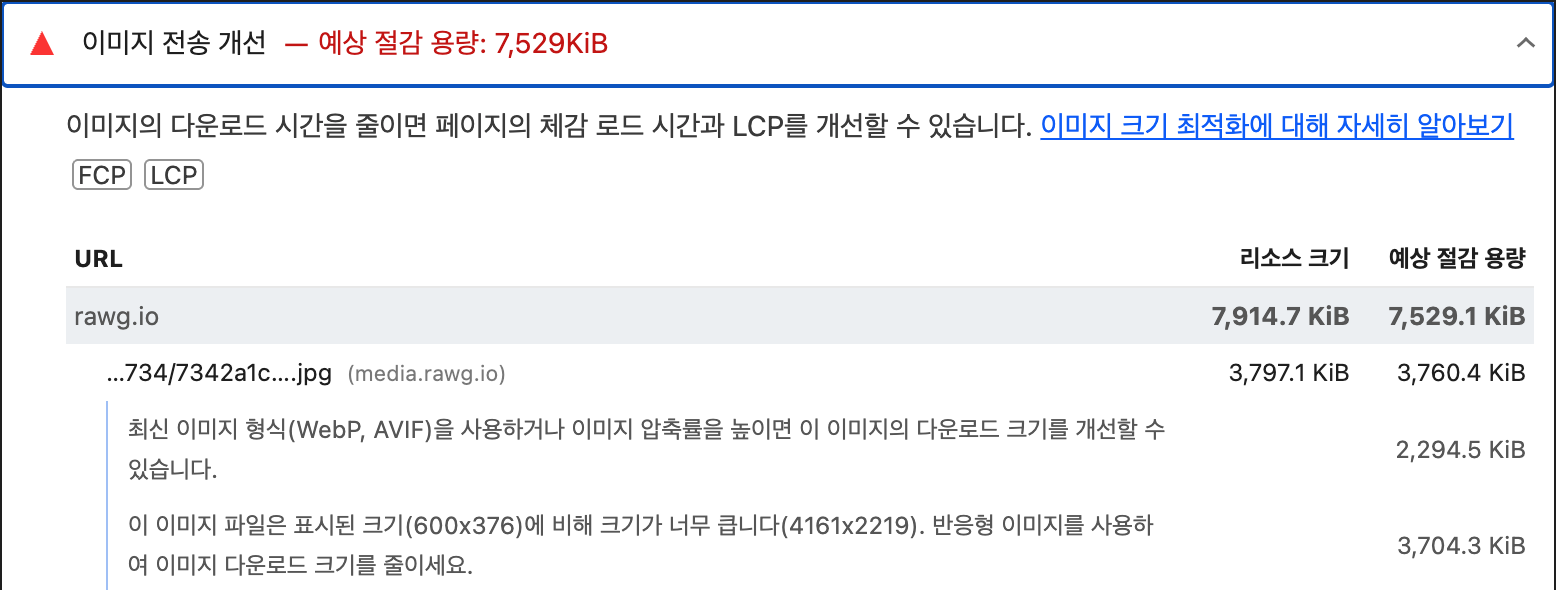 이미지 전송 개선 — 예상 절감 용량: 7,529KiB
이미지의 다운로드 시간을 줄이면 페이지의 체감 로드 시간과 LCP를 개선할 수 있습니다. 이미지 크기 최적화에 대해 자세히 알아보기
FCP LCP
URL 리소스 크기 예상 절감 용량
rawg.io 7,914.7 KiB 7,529.1 KiB
...734/7342a1c....jpg (media.rawg.io) 3,797.1 KiB 3,760.4 KiB
최신 이미지 형식(WebP, AVIF)을 사용하거나 이미지 압축률을 높이면 이 이미지의 다운로드 크기를 개선할 수
있습니다.
2,294.5 KiB
이 이미지 파일은 표시된 크기(600x376)에 비해 크기가 너무 큽니다(4161x2219). 반응형 이미지를 사용하
여 이미지 다운로드 크기를 줄이세요.
3,704.3 KiB